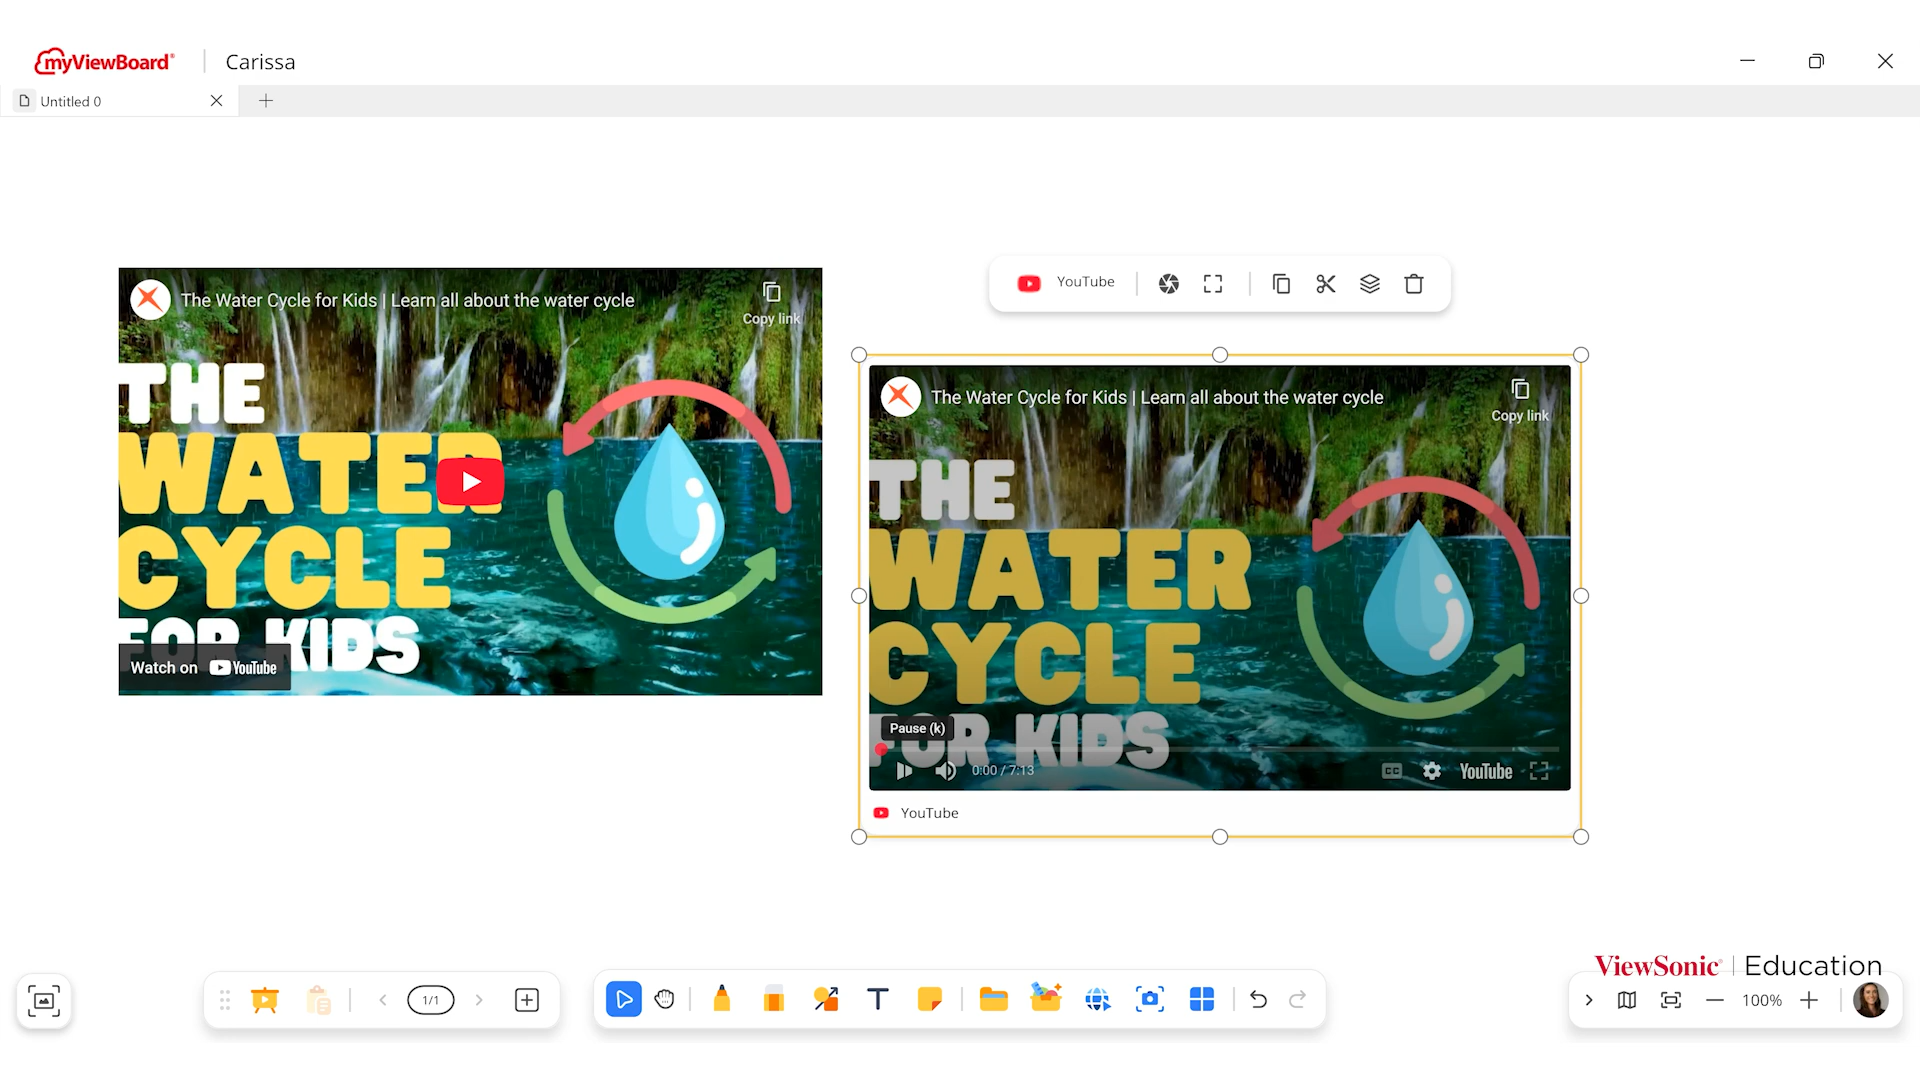 myViewBoard
Carissa
Untitled 0
The Water Cycle for Kids | Learn all about the water cycle
Copy link
THE
WATER
CYCLE
FOR KIDS
Watch on YouTube
YouTube
The Water Cycle for Kids | Learn all about the water cycle
Copy link
THE
WATER
CYCLE
FOR KIDS
Pause (k)
0:00 / 7:13
CC
YouTube
YouTube
ViewSonic Education
1/1
100%